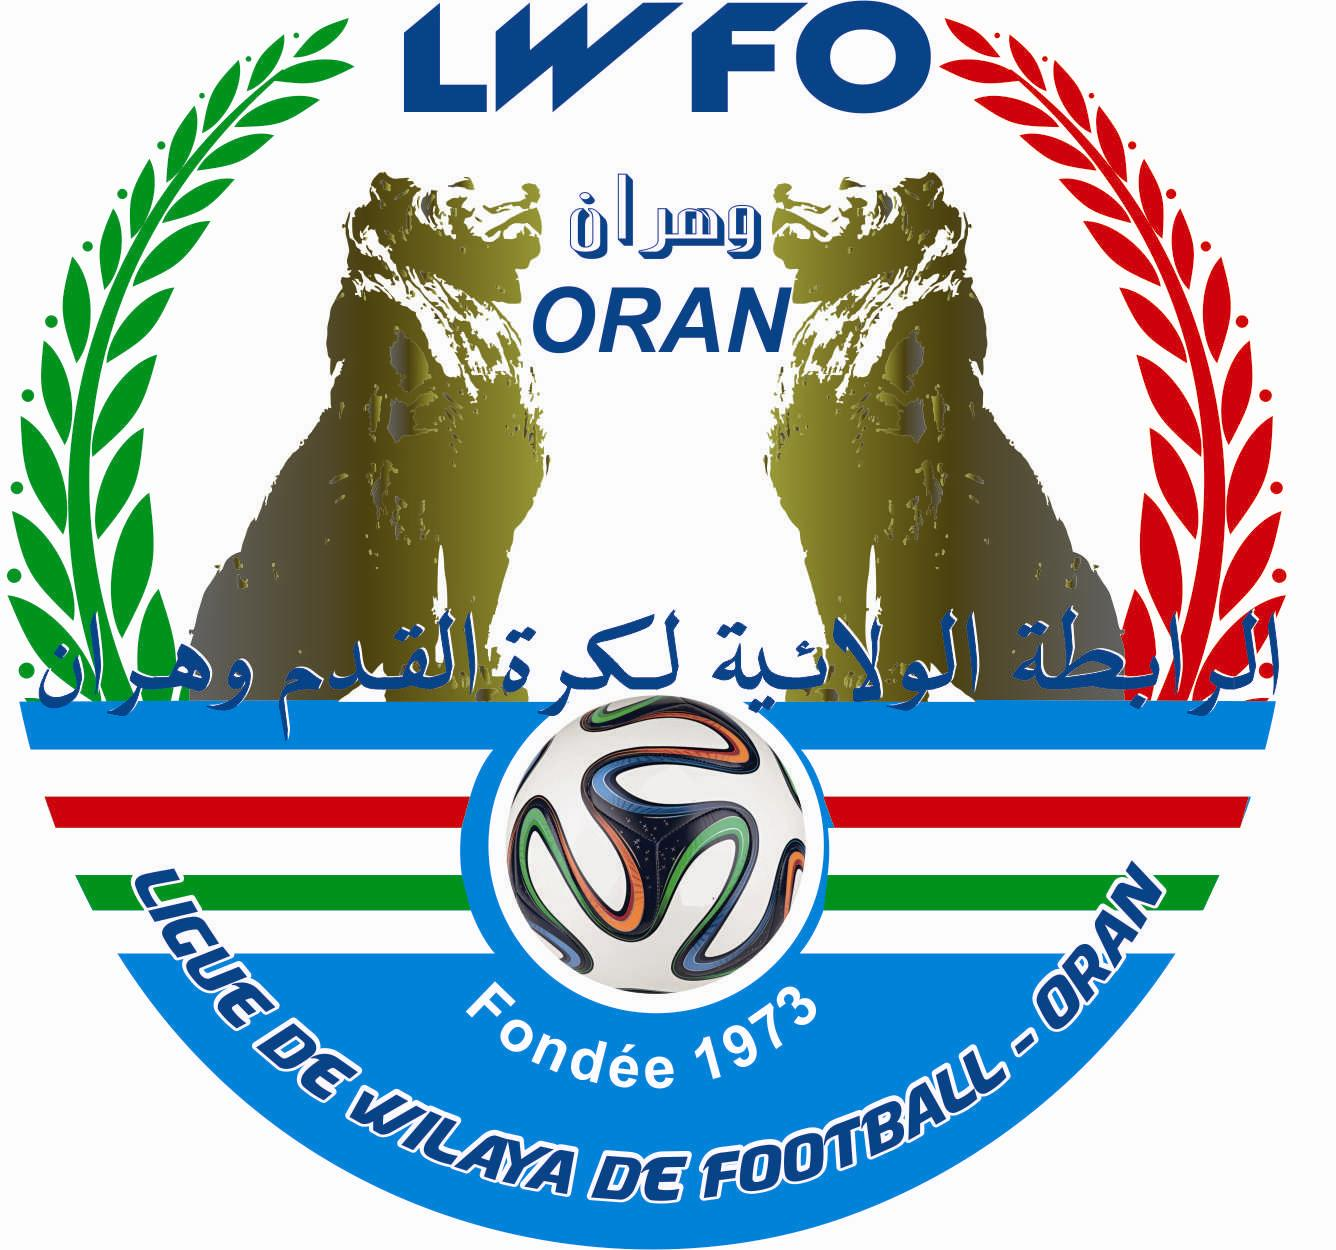 LWFO
وهران
ORAN
الرابطة الولائية لكرة القدم وهران
Fondée 1973
LIGUE DE WILAYA DE FOOTBALL - ORAN